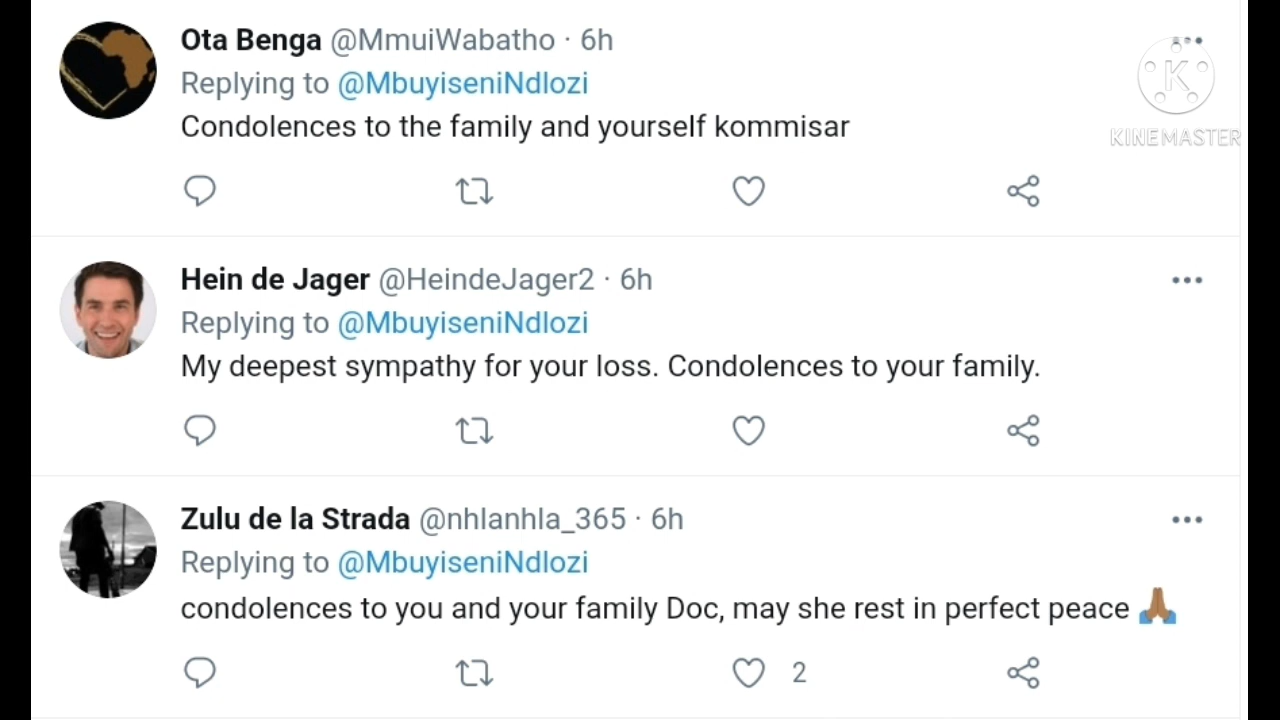 Ota Benga @MmuiWabatho · 6h
Replying to @MbuyiseniNdlozi
Condolences to the family and yourself kommisar
K
KINEMASTER
Hein de Jager @HeindeJager2 · 6h
Replying to @MbuyiseniNdlozi
My deepest sympathy for your loss. Condolences to your family.
Zulu de la Strada @nhlanhla_365 · 6h
Replying to @MbuyiseniNdlozi
condolences to you and your family Doc, may she rest in perfect peace 🙏🏾
2